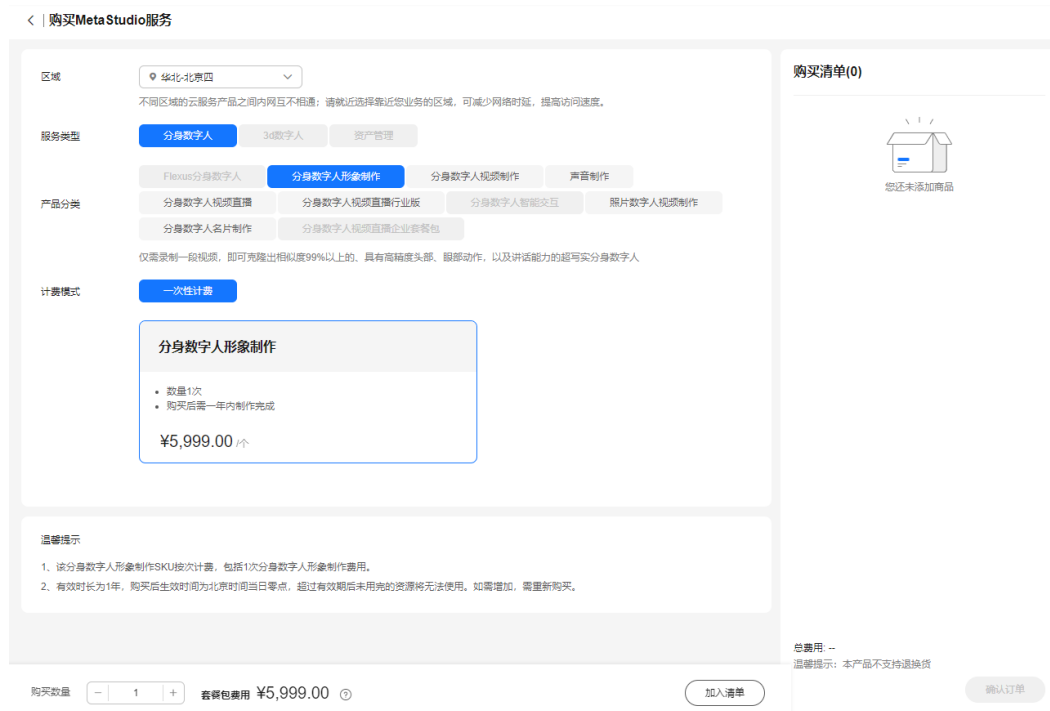 购买MetaStudio服务
区域
华北-北京四
不同区域的云服务产品之间内网互不相通；请就近选择靠近您业务的区域，可减少网络时延，提高访问速度。
服务类型
分身数字人 3d数字人 资产管理
产品分类
Flexus分身数字人 分身数字人形象制作 分身数字人视频制作 声音制作
分身数字人视频直播 分身数字人视频直播行业版 分身数字人智能交互 照片数字人视频制作
分身数字人名片制作 分身数字人视频直播企业套餐包
仅需录制一段视频，即可克隆出相似度99%以上的、具有高精度头部、眼部动作，以及讲话能力的超写实分身数字人
计费模式
一次性计费
分身数字人形象制作
数量1次
购买后需一年内制作完成
¥5,999.00 /个
温馨提示
1、该分身数字人形象制作SKU按次计费，包括1次分身数字人形象制作费用。
2、有效时长为1年，购买后生效时间为北京时间当日零点，超过有效期后未用完的资源将无法使用。如需增加，需重新购买。
购买数量 - 1 + 套餐包费用 ¥5,999.00 ?
加入清单
购买清单(0)
您还未添加商品
总费用: --
温馨提示：本产品不支持退换货
确认订单